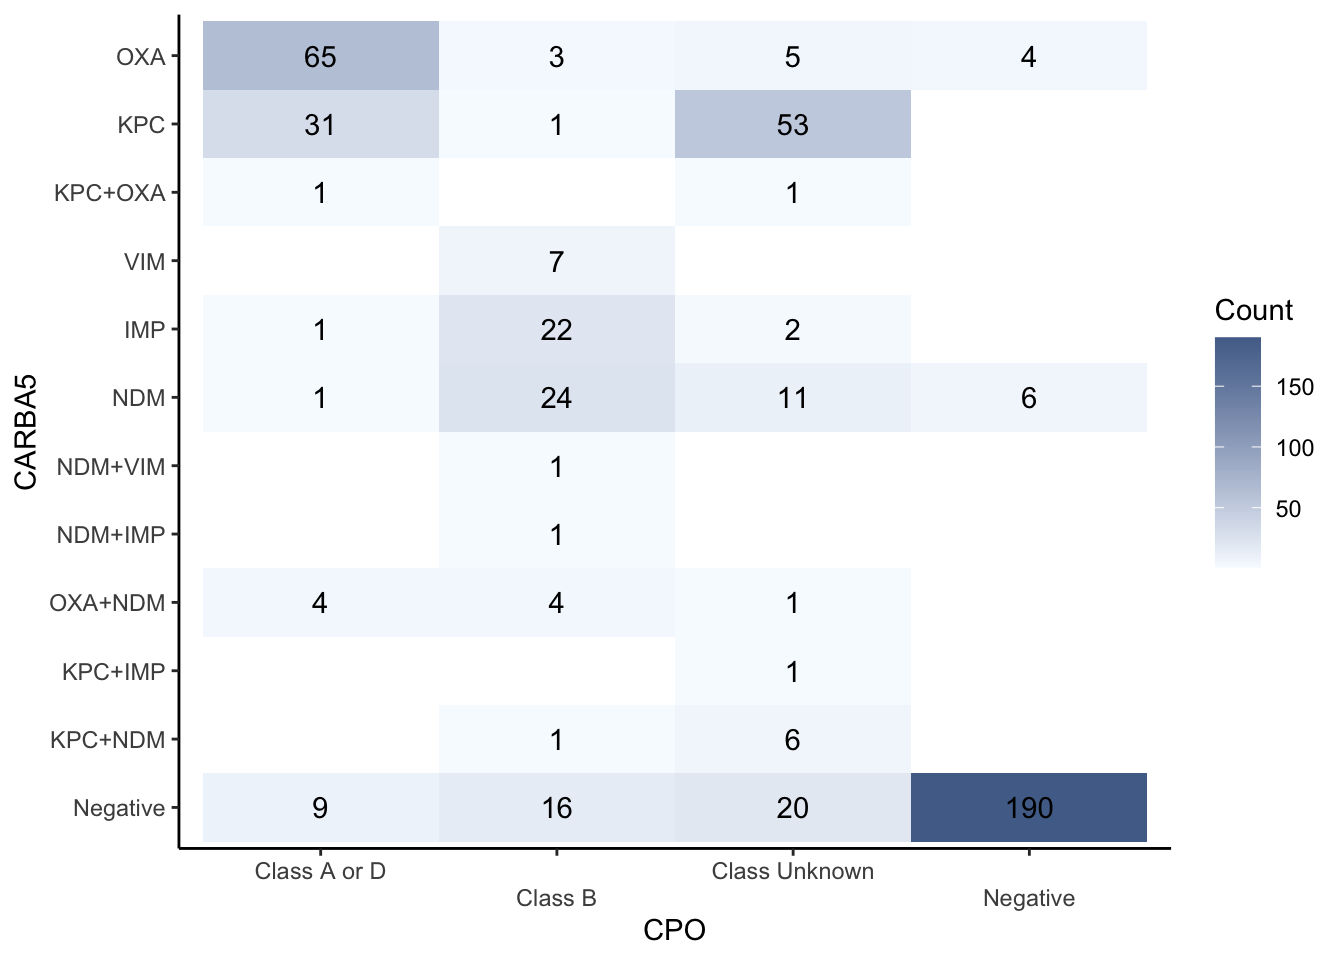 OXA 65 3 5 4
KPC 31 1 53
KPC+OXA 1 1
VIM 7
IMP 1 22 2
NDM 1 24 11 6
NDM+VIM 1
NDM+IMP 1
OXA+NDM 4 4 1
KPC+IMP 1
KPC+NDM 1 6
Negative 9 16 20 190
Class A or D Class Unknown
Class B Negative
CPO
CARBA5
Count
150
100
50